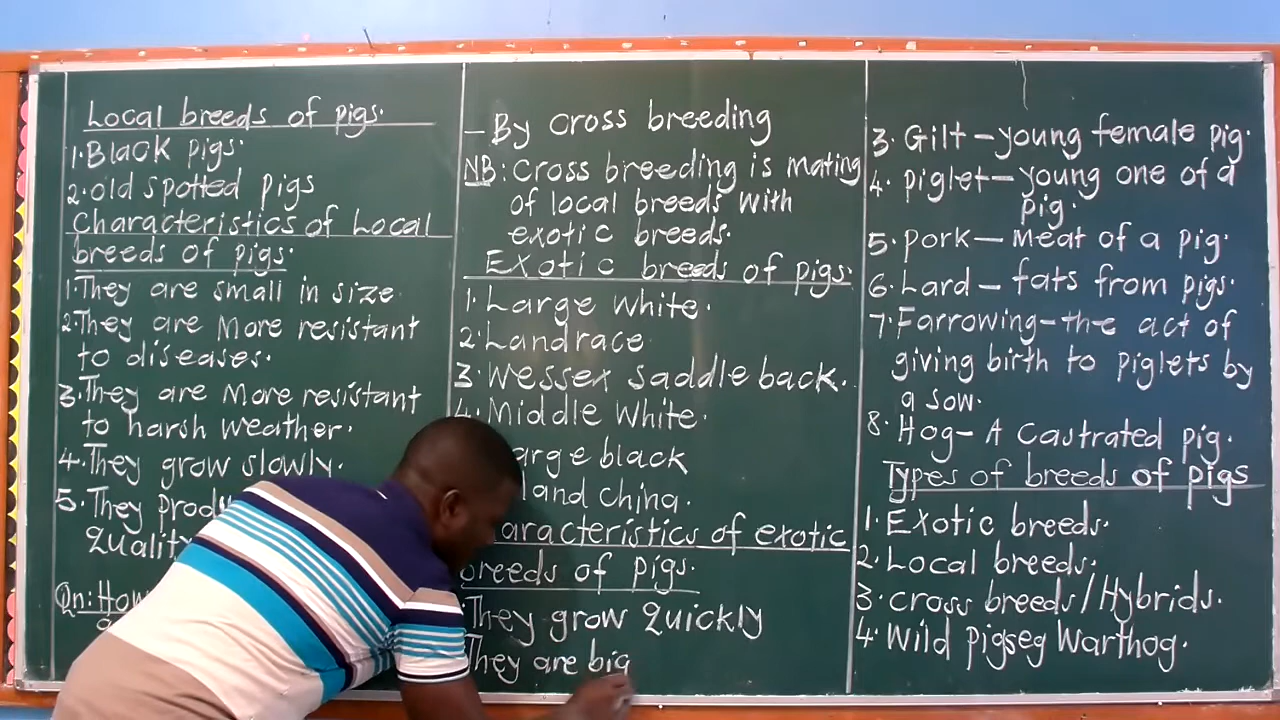 Local breeds of pigs.
1. Black pigs.
2. Old spotted pigs
Characteristics of Local
breeds of pigs.
1. They are small in size.
2. They are more resistant
to diseases.
3. They are more resistant
to harsh weather.
4. They grow slowly.
5. They
Quality
Qn: How
- By cross breeding
NB: Cross breeding is mating
of local breeds with
exotic breeds.
Exotic breeds of pigs.
1. Large white.
2. Landrace
3. Wessex saddle back.
4. Middle white.
arge black
land china.
aracteristics of exotic
breeds of pigs.
They grow quickly
They are big
3. Gilt – young female pig.
4. piglet – young one of a
pig.
5. Pork – Meat of a pig.
6. Lard – fats from pigs.
7. Farrowing – the act of
giving birth to piglets by
a sow.
8. Hog – A Castrated pig.
Types of breeds of pigs
1. Exotic breeds.
2. Local breeds.
3. cross breeds/Hybrids.
4. Wild pigs eg Warthog.